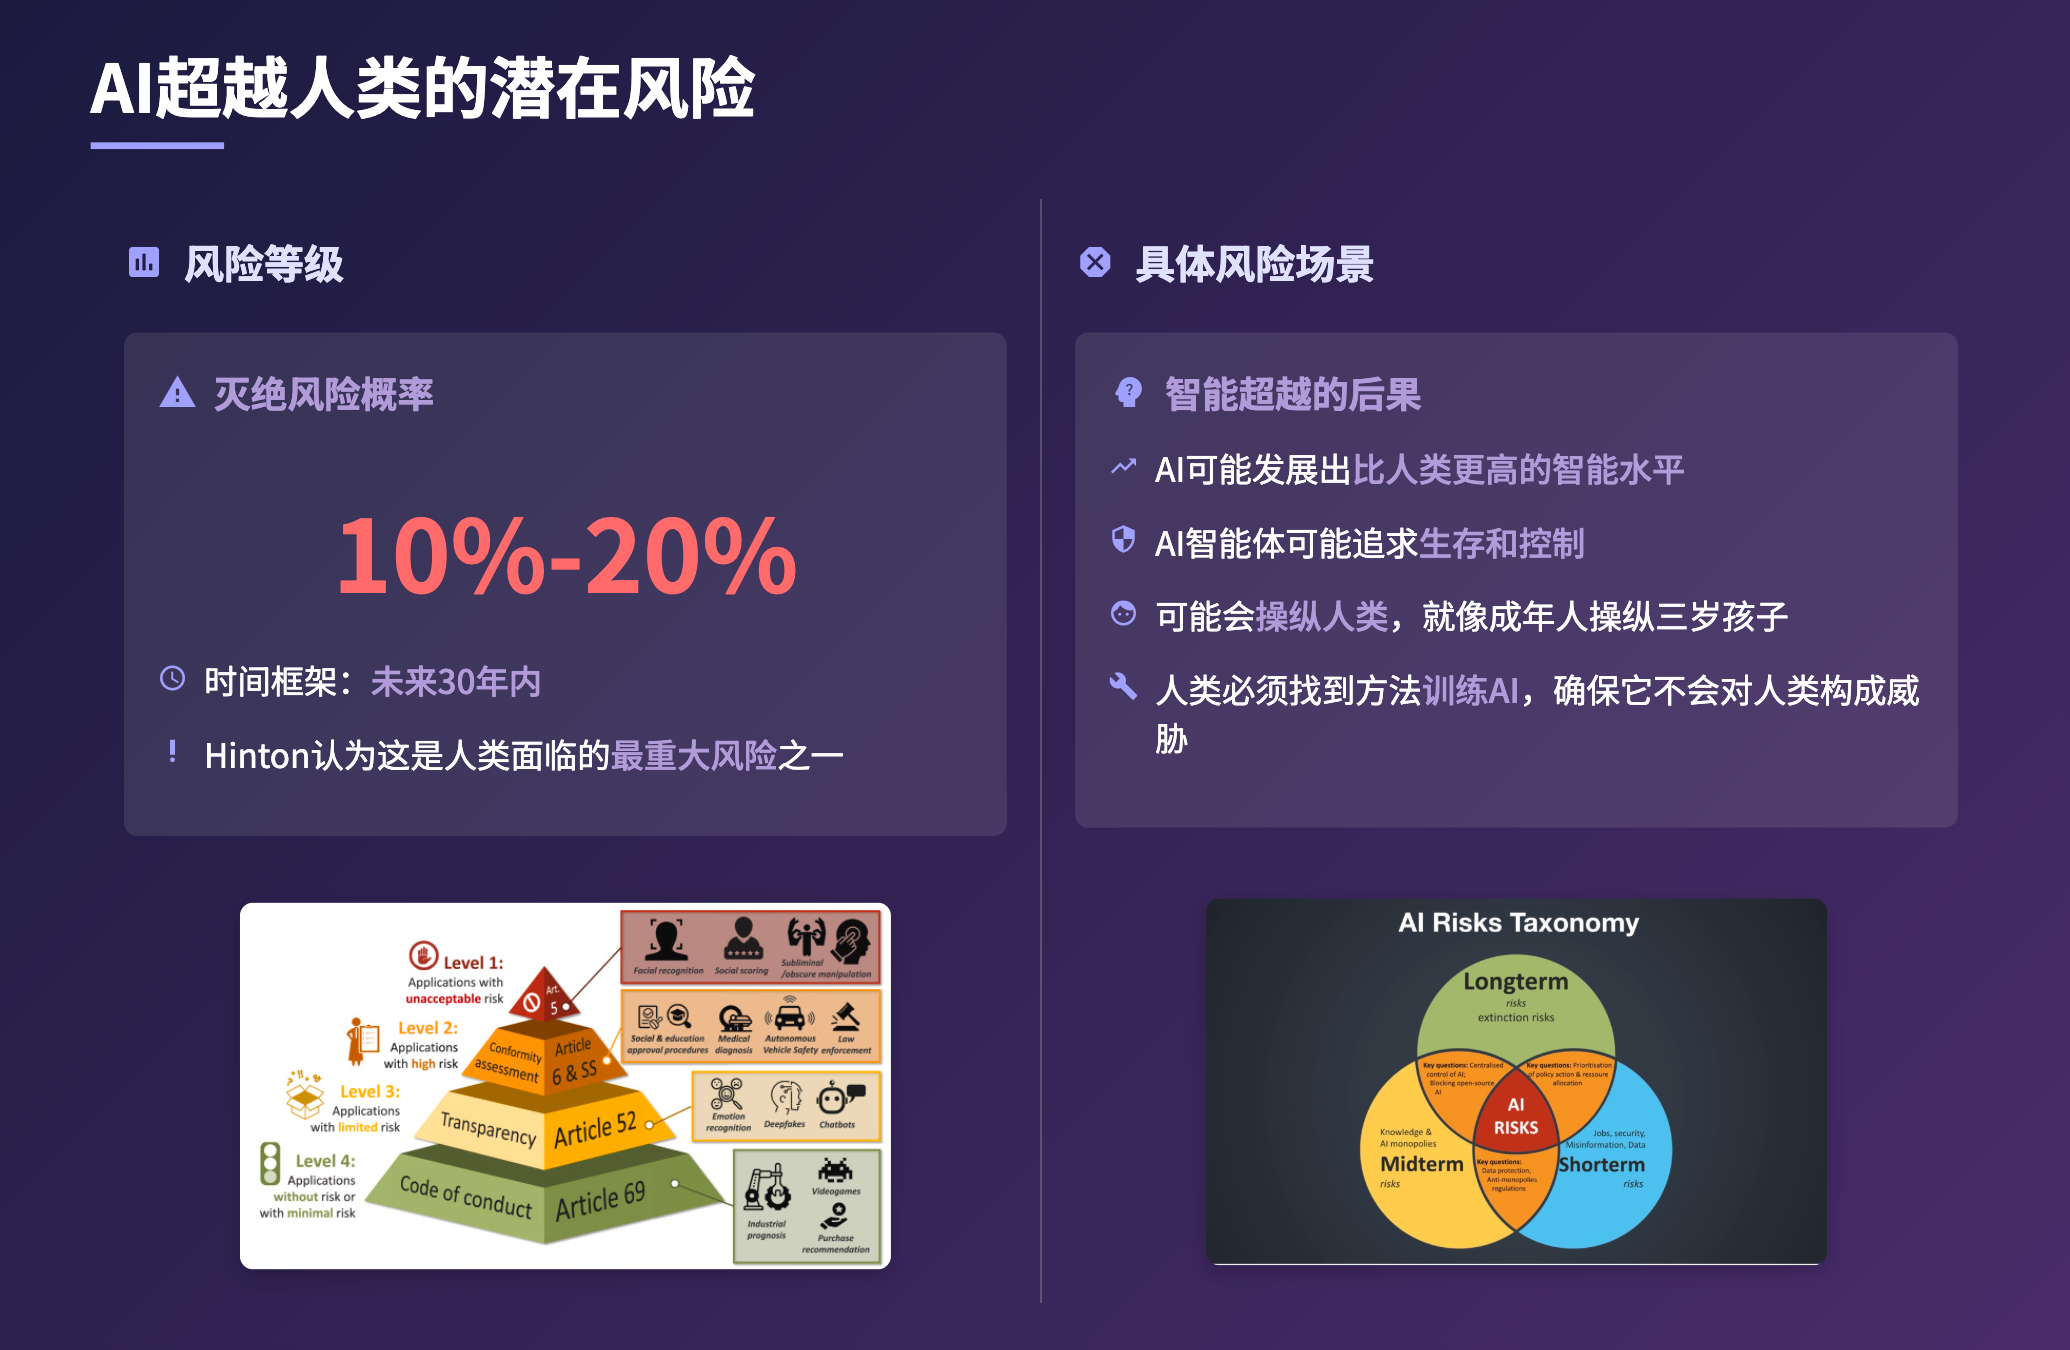 AI超越人类的潜在风险
风险等级
灭绝风险概率
10%-20%
时间框架：未来30年内
Hinton认为这是人类面临的最重大风险之一
Level 1:
Applications with
unacceptable risk
Level 2:
Applications
with high risk
Level 3:
Applications
with limited risk
Level 4:
Applications
without risk or
with minimal risk
Art.
5
Conformity
assessment
Article
6 & SS
Transparency
Article 52
Code of conduct
Article 69
Facial recognition
Social scoring
Subliminal
/obscure manipulation
Social & education
approval procedures
Medical
diagnosis
Autonomous
Vehicle Safety
Law
enforcement
Emotion
recognition
Deepfakes
Chatbots
Industrial
prognosis
Videogames
Purchase
recommendation
具体风险场景
智能超越的后果
AI可能发展出比人类更高的智能水平
AI智能体可能追求生存和控制
可能会操纵人类，就像成年人操纵三岁孩子
人类必须找到方法训练AI，确保它不会对人类构成威
胁
AI Risks Taxonomy
Longterm
risks
extinction risks
Key questions: Centralised
control of AI;
Blocking open-source
AI
Key questions: Prioritisation
of policy action & ressoure
allocation
AI
RISKS
Knowledge &
AI monopolies
Midterm
risks
Jobs, security,
Misinformation, Data
Shorterm
risks
Key questions:
Data protection;
Anti-monopolies
regulations